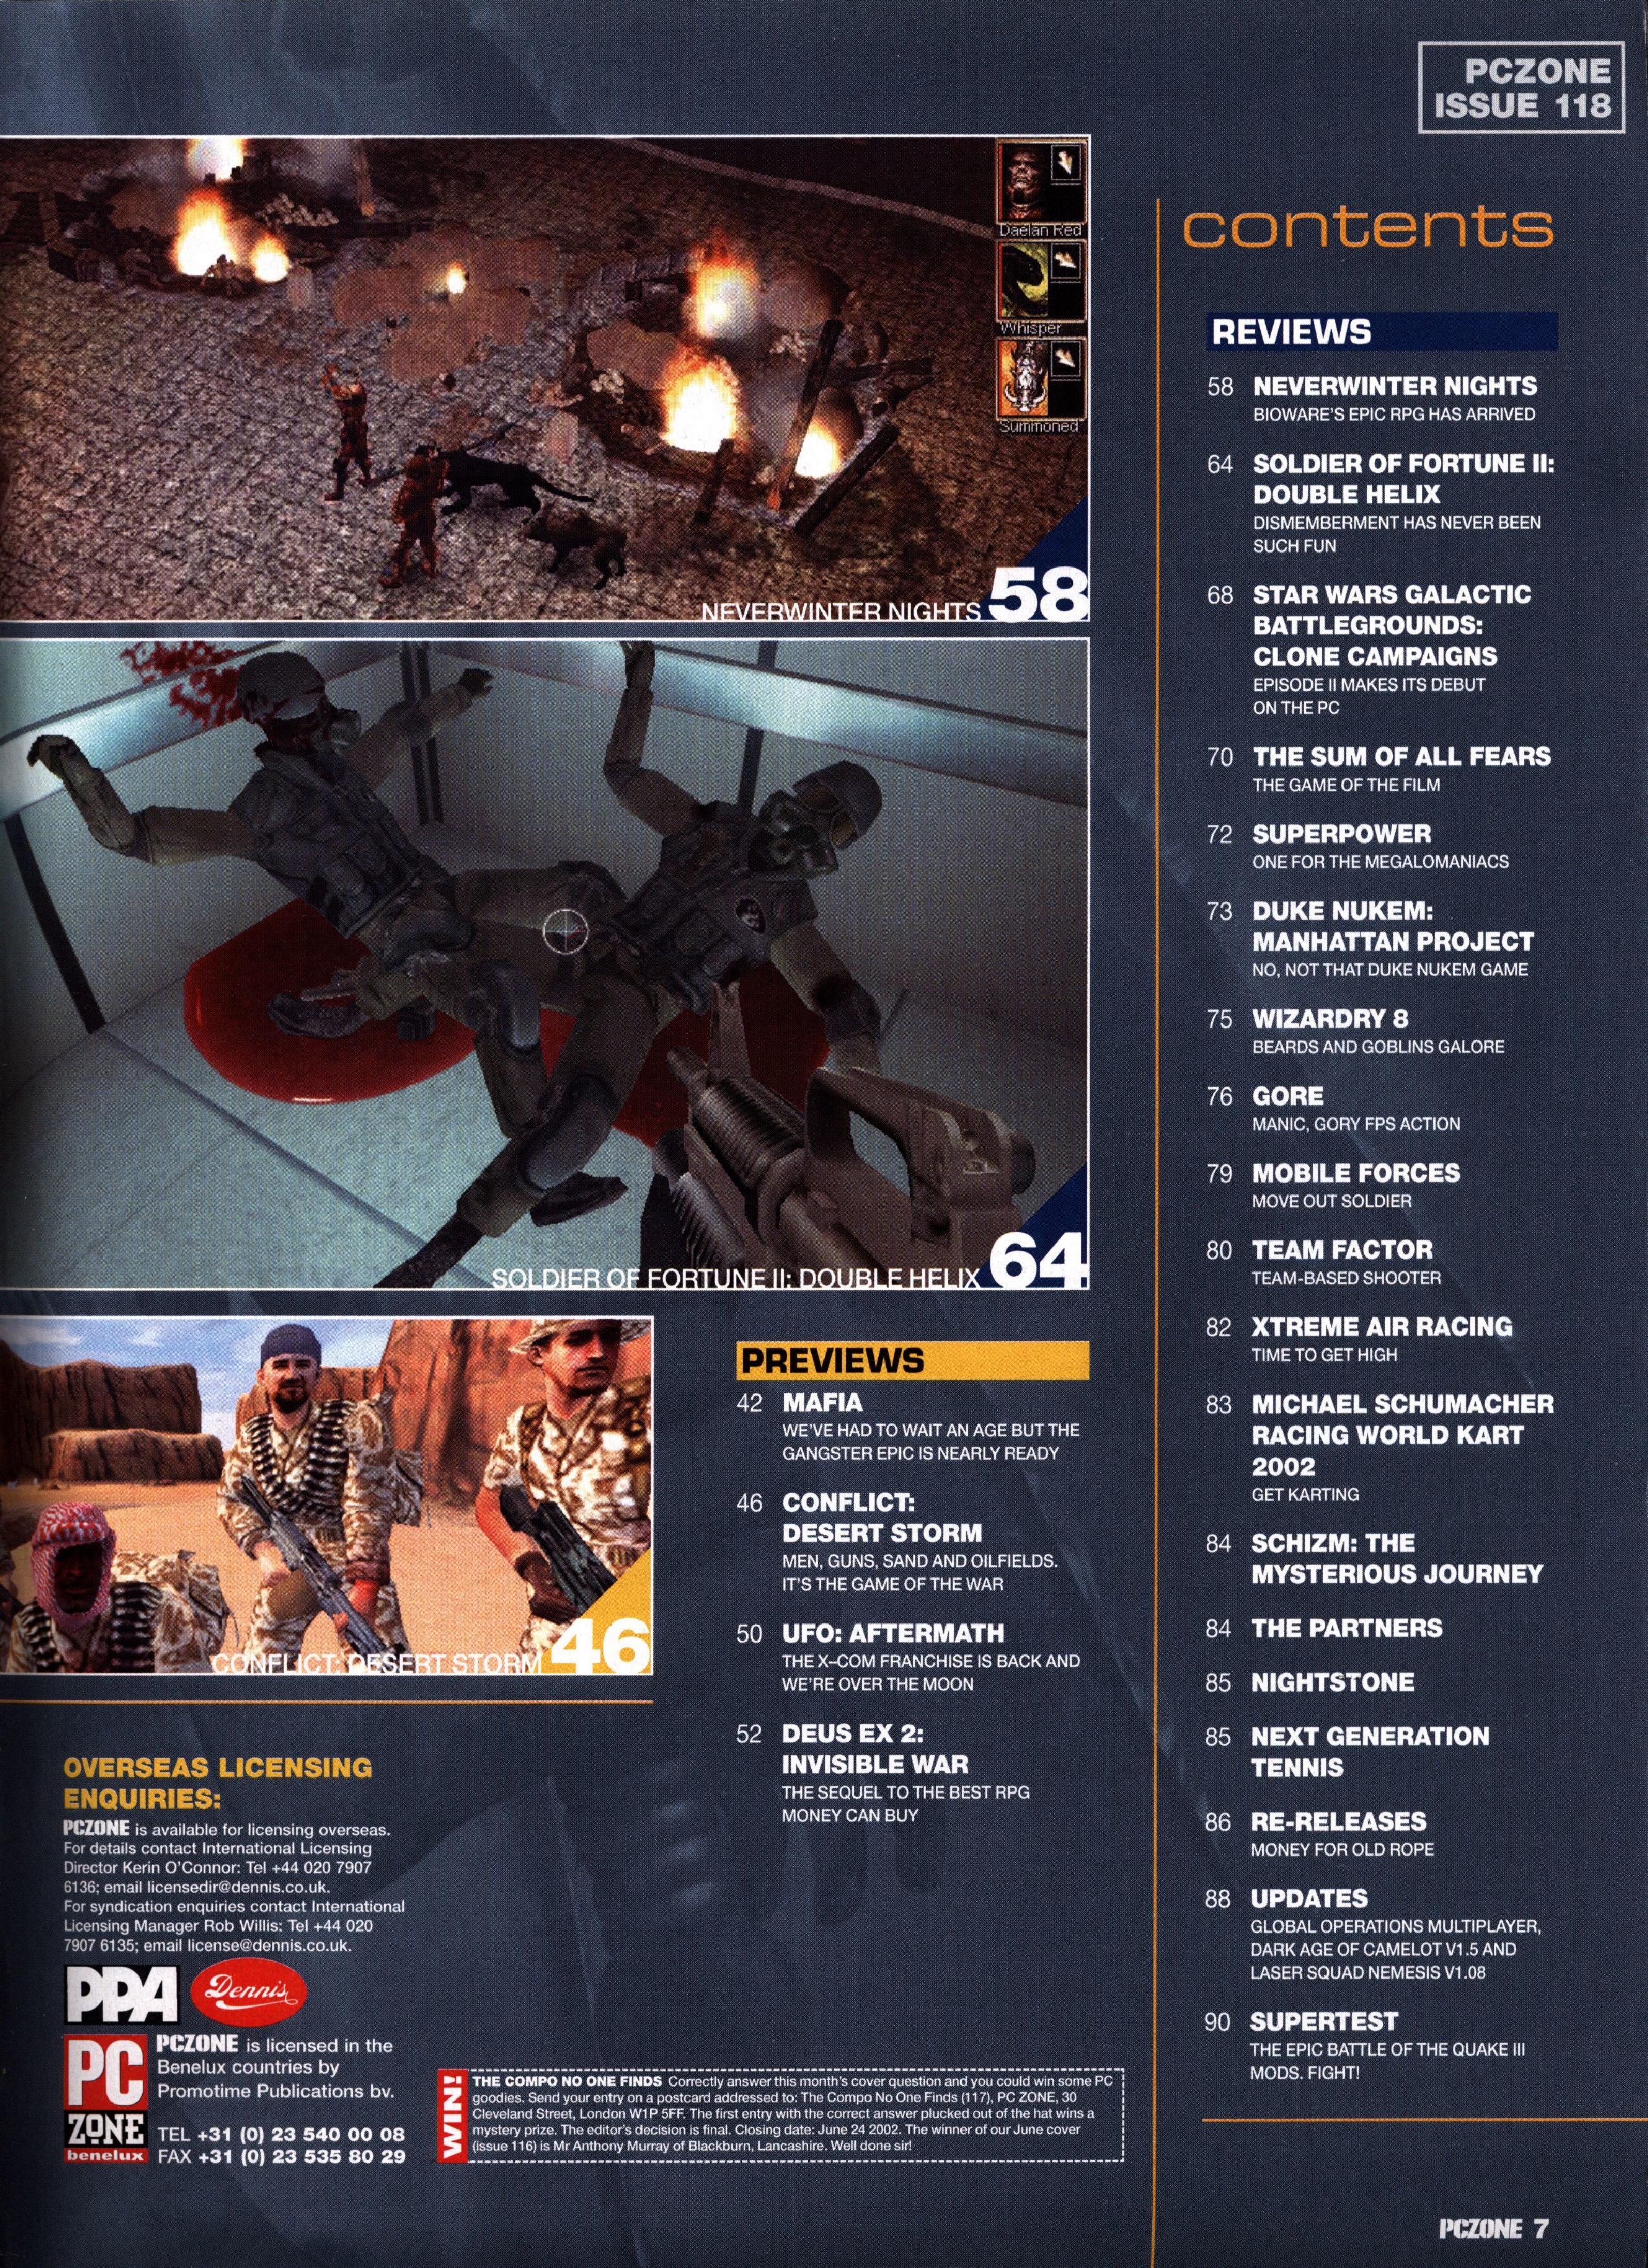 PCZONE
ISSUE 118
contents
Daelan Red
Whisper
Summoned
NEVERWINTER NIGHTS 58
SOLDIER OF FORTUNE II: DOUBLE HELIX 64
CONFLICT: DESERT STORM 46
REVIEWS
58 NEVERWINTER NIGHTS
BIOWARE'S EPIC RPG HAS ARRIVED
64 SOLDIER OF FORTUNE II:
DOUBLE HELIX
DISMEMBERMENT HAS NEVER BEEN
SUCH FUN
68 STAR WARS GALACTIC
BATTLEGROUNDS:
CLONE CAMPAIGNS
EPISODE II MAKES ITS DEBUT
ON THE PC
70 THE SUM OF ALL FEARS
THE GAME OF THE FILM
72 SUPERPOWER
ONE FOR THE MEGALOMANIACS
73 DUKE NUKEM:
MANHATTAN PROJECT
NO, NOT THAT DUKE NUKEM GAME
75 WIZARDRY 8
BEARDS AND GOBLINS GALORE
76 GORE
MANIC, GORY FPS ACTION
79 MOBILE FORCES
MOVE OUT SOLDIER
80 TEAM FACTOR
TEAM-BASED SHOOTER
82 XTREME AIR RACING
TIME TO GET HIGH
83 MICHAEL SCHUMACHER
RACING WORLD KART
2002
GET KARTING
84 SCHIZM: THE
MYSTERIOUS JOURNEY
84 THE PARTNERS
85 NIGHTSTONE
85 NEXT GENERATION
TENNIS
86 RE-RELEASES
MONEY FOR OLD ROPE
88 UPDATES
GLOBAL OPERATIONS MULTIPLAYER,
DARK AGE OF CAMELOT V1.5 AND
LASER SQUAD NEMESIS V1.08
90 SUPERTEST
THE EPIC BATTLE OF THE QUAKE III
MODS. FIGHT!
PREVIEWS
42 MAFIA
WE'VE HAD TO WAIT AN AGE BUT THE
GANGSTER EPIC IS NEARLY READY
46 CONFLICT:
DESERT STORM
MEN, GUNS, SAND AND OILFIELDS.
IT'S THE GAME OF THE WAR
50 UFO: AFTERMATH
THE X–COM FRANCHISE IS BACK AND
WE'RE OVER THE MOON
52 DEUS EX 2:
INVISIBLE WAR
THE SEQUEL TO THE BEST RPG
MONEY CAN BUY
OVERSEAS LICENSING
ENQUIRIES:
PCZONE is available for licensing overseas.
For details contact International Licensing
Director Kerin O'Connor: Tel +44 020 7907
6136; email licensedir@dennis.co.uk.
For syndication enquiries contact International
Licensing Manager Rob Willis: Tel +44 020
7907 6135; email license@dennis.co.uk.
PPA Dennis
PC
ZONE
benelux
PCZONE is licensed in the
Benelux countries by
Promotime Publications bv.
TEL +31 (0) 23 540 00 08
FAX +31 (0) 23 535 80 29
WIN!
THE COMPO NO ONE FINDS Correctly answer this month's cover question and you could win some PC
goodies. Send your entry on a postcard addressed to: The Compo No One Finds (117), PC ZONE, 30
Cleveland Street, London W1P 5FF. The first entry with the correct answer plucked out of the hat wins a
mystery prize. The editor's decision is final. Closing date: June 24 2002. The winner of our June cover
(issue 116) is Mr Anthony Murray of Blackburn, Lancashire. Well done sir!
PCZONE 7